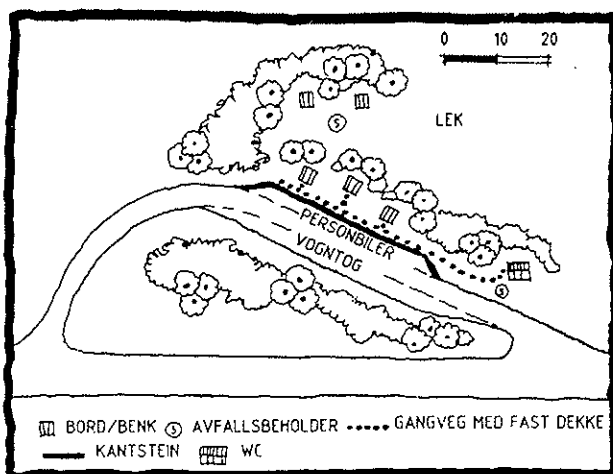 0 10 20
LEK
PERSONBILER
VOGNTOG
BORD/BENK S AVFALLSBEHOLDER GANGVEG MED FAST DEKKE
KANTSTEIN WC